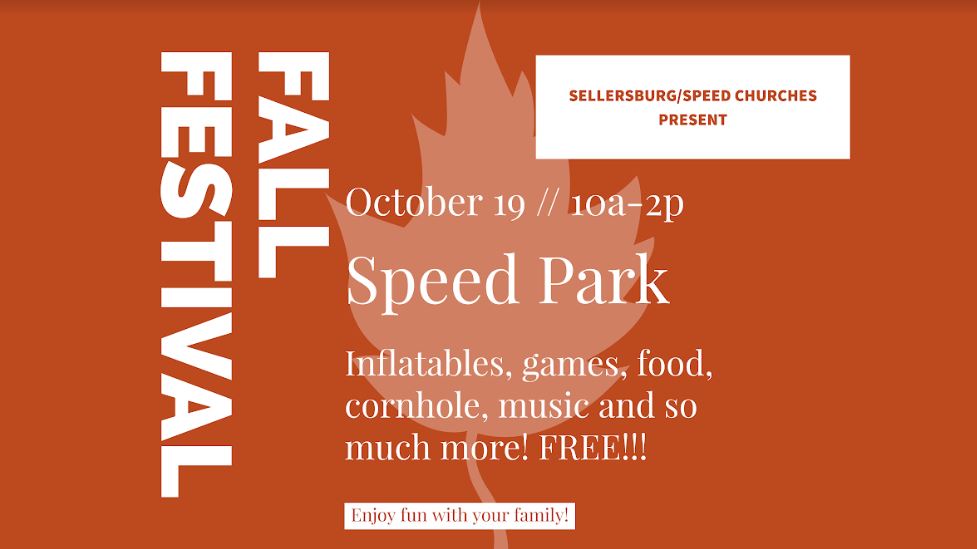 FALL
FESTIVAL
SELLERSBURG/SPEED CHURCHES
PRESENT
October 19 // 10a-2p
Speed Park
Inflatables, games, food,
cornhole, music and so
much more! FREE!!!
Enjoy fun with your family!